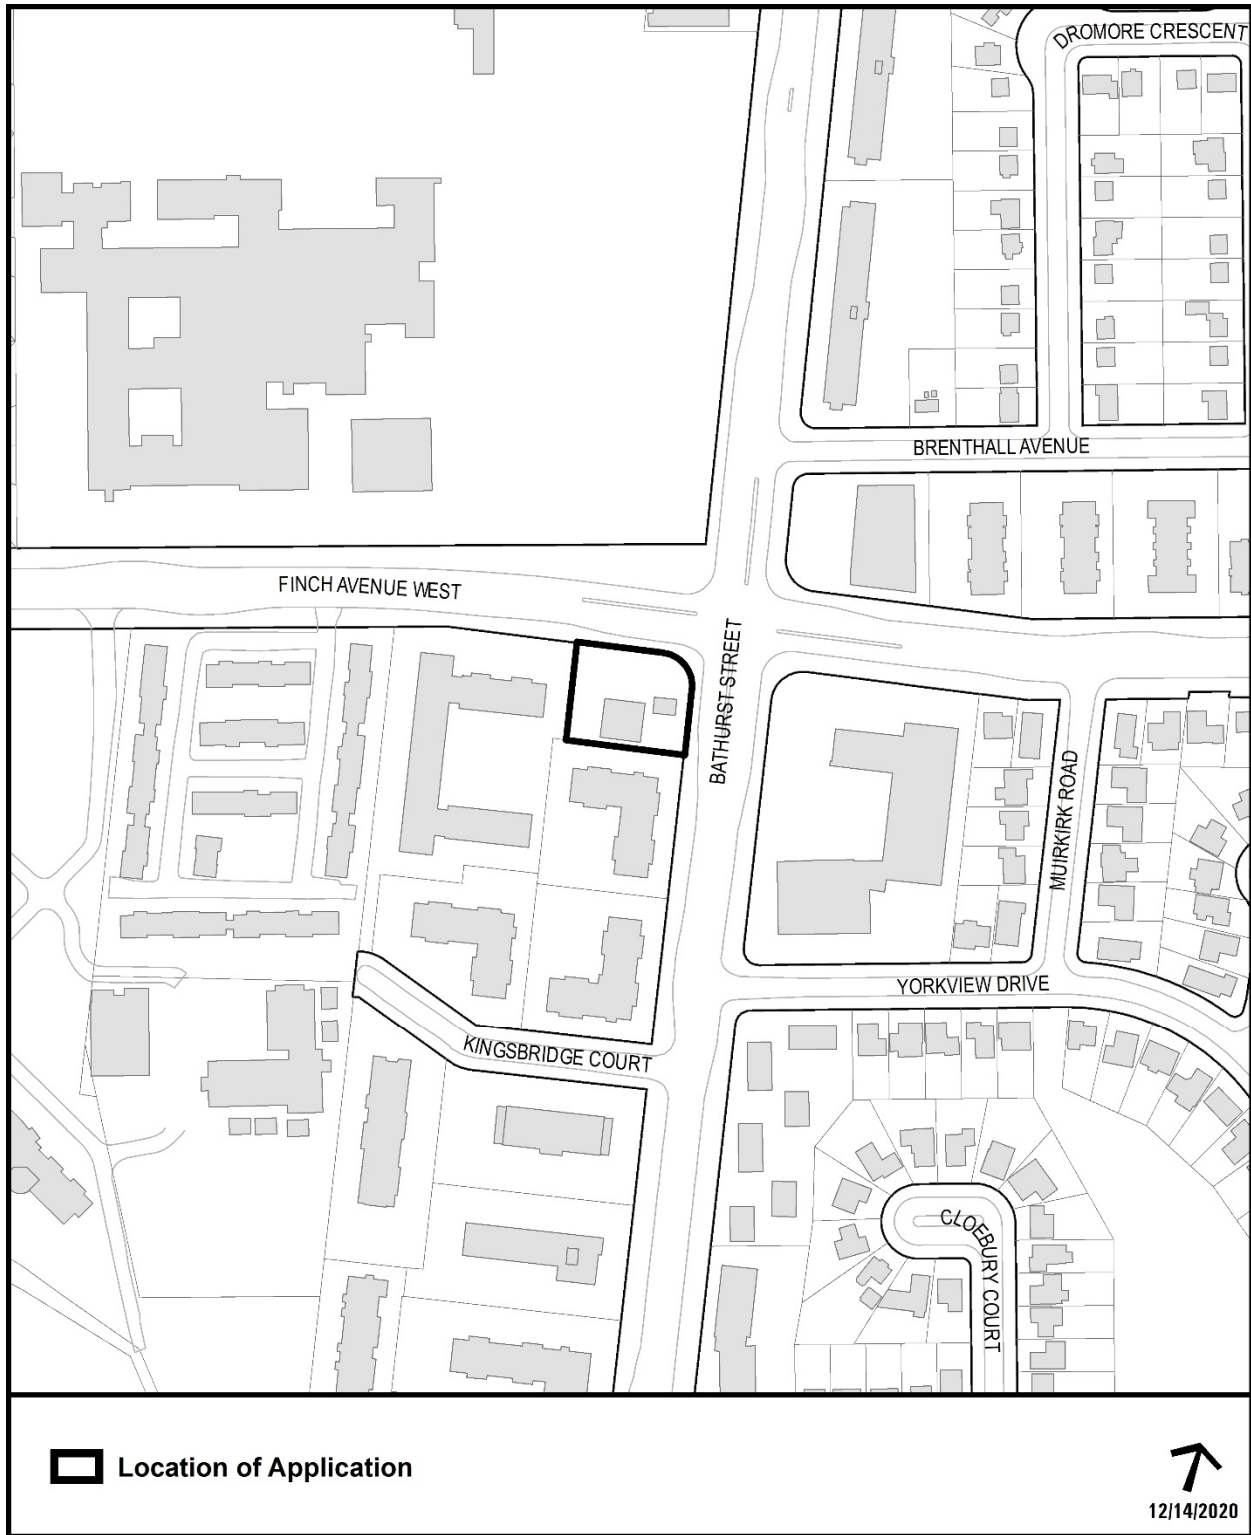 DROMORE CRESCENT
BRENTHALL AVENUE
FINCH AVENUE WEST
BATHURST STREET
MUIRKIRK ROAD
YORKVIEW DRIVE
KINGSBRIDGE COURT
CLOEBURY COURT
Location of Application
12/14/2020